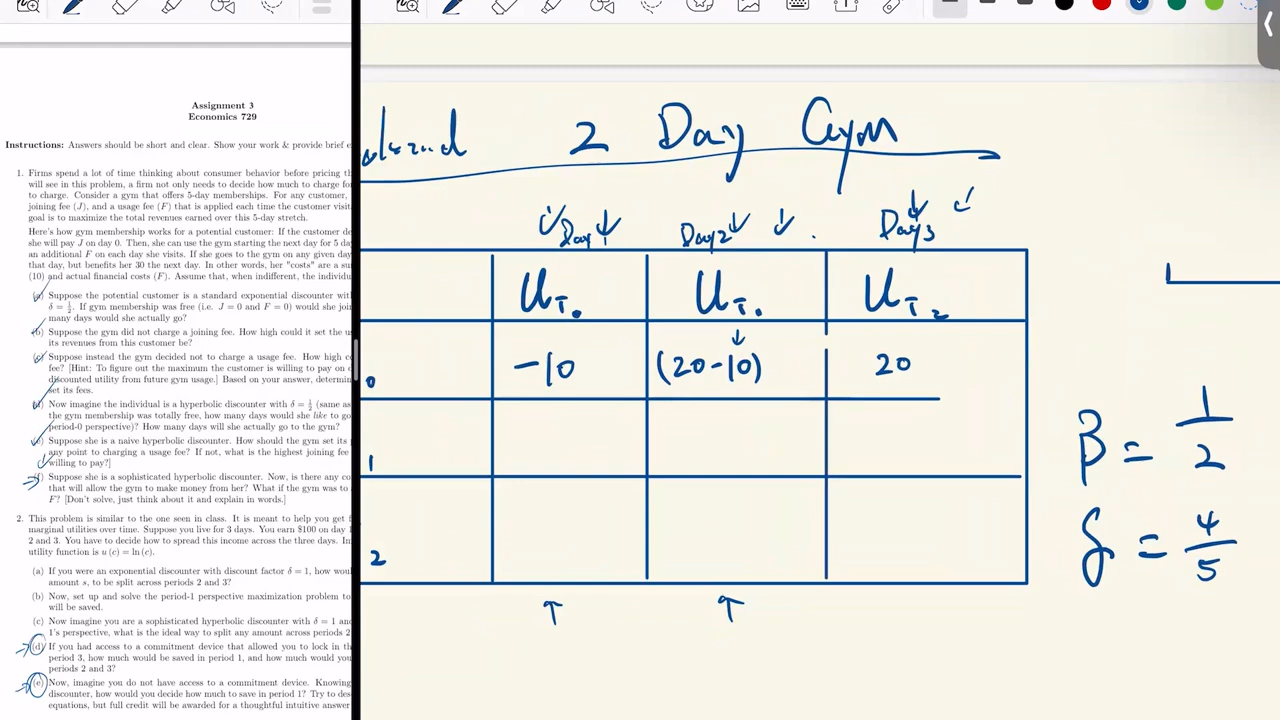 Assignment 3
Economics 729
Instructions: Answers should be short and clear. Show your work & provide brief e
1. Firms spend a lot of time thinking about consumer behavior before pricing th
will see in this problem, a firm not only needs to decide how much to charge for
to charge. Consider a gym that offers 5-day memberships. For any customer,
joining fee (J), and a usage fee (F) that is applied each time the customer visit
goal is to maximize the total revenues earned over this 5-day stretch.
Here's how gym membership works for a potential customer: If the customer de
she will pay J on day 0. Then, she can use the gym starting the next day for 5 da
an additional F on each day she visits. If she goes to the gym on any given day
that day, but benefits her 30 the next day. In other words, her "costs" are a su
(10) and actual financial costs (F). Assume that, when indifferent, the individu
(a) Suppose the potential customer is a standard exponential discounter wit
δ = 1/2. If gym membership was free (i.e. J = 0 and F = 0) would she joi
many days would she actually go?
(b) Suppose the gym did not charge a joining fee. How high could it set the u
its revenues from this customer be?
(c) Suppose instead the gym decided not to charge a usage fee. How high co
fee? [Hint: To figure out the maximum the customer is willing to pay on d
discounted utility from future gym usage.] Based on your answer, determin
set its fees.
(d) Now imagine the individual is a hyperbolic discounter with δ = 1/2 (same as
the gym membership was totally free, how many days would she like to go
period-0 perspective)? How many days will she actually go to the gym?
(e) Suppose she is a naive hyperbolic discounter. How should the gym set its
any point to charging a usage fee? If not, what is the highest joining fee
willing to pay?]
(f) Suppose she is a sophisticated hyperbolic discounter. Now, is there any co
that will allow the gym to make money from her? What if the gym was to
F? [Don't solve, just think about it and explain in words.]
2. This problem is similar to the one seen in class. It is meant to help you get f
marginal utilities over time. Suppose you live for 3 days. You earn $100 on day
2 and 3. You have to decide how to spread this income across the three days. In
utility function is u (c) = ln (c).
(a) If you were an exponential discounter with discount factor δ = 1, how wou
amount s, to be split across periods 2 and 3?
(b) Now, set up and solve the period-1 perspective maximization problem to
will be saved.
(c) Now imagine you are a sophisticated hyperbolic discounter with δ = 1 an
1's perspective, what is the ideal way to split any amount across periods 2
(d) If you had access to a commitment device that allowed you to lock in th
period 3, how much would be saved in period 1, and how much would you
periods 2 and 3?
(e) Now, imagine you do not have access to a commitment device. Knowing
discounter, how would you decide how much to save in period 1? Try to des
equations, but full credit will be awarded for a thoughtful intuitive answer
2 Day Gym
Day 1 Day 2 Day 3
0 -10 (20-10) 20
1
2
β = 1/2
δ = 4/5